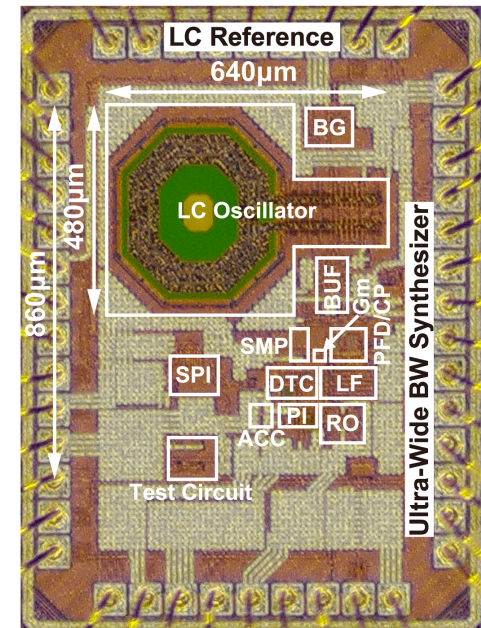 LC Reference
640μm
BG
480μm
LC Oscillator
860μm
BUF
Gm
SMP
PFD/CP
SPI
DTC
LF
PI
RO
ACC
Test Circuit
Ultra-Wide BW Synthesizer